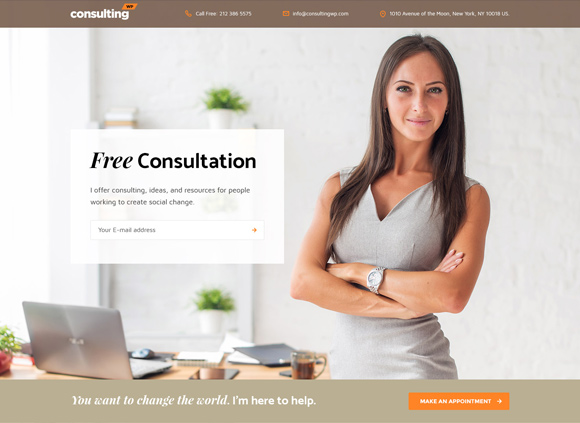 consulting WP
Call Free: 212 386 5575
info@consultingwp.com
1010 Avenue of the Moon, New York, NY 10018 US.
Free Consultation
I offer consulting, ideas, and resources for people
working to create social change.
Your E-mail address
You want to change the world. I'm here to help.
MAKE AN APPOINTMENT